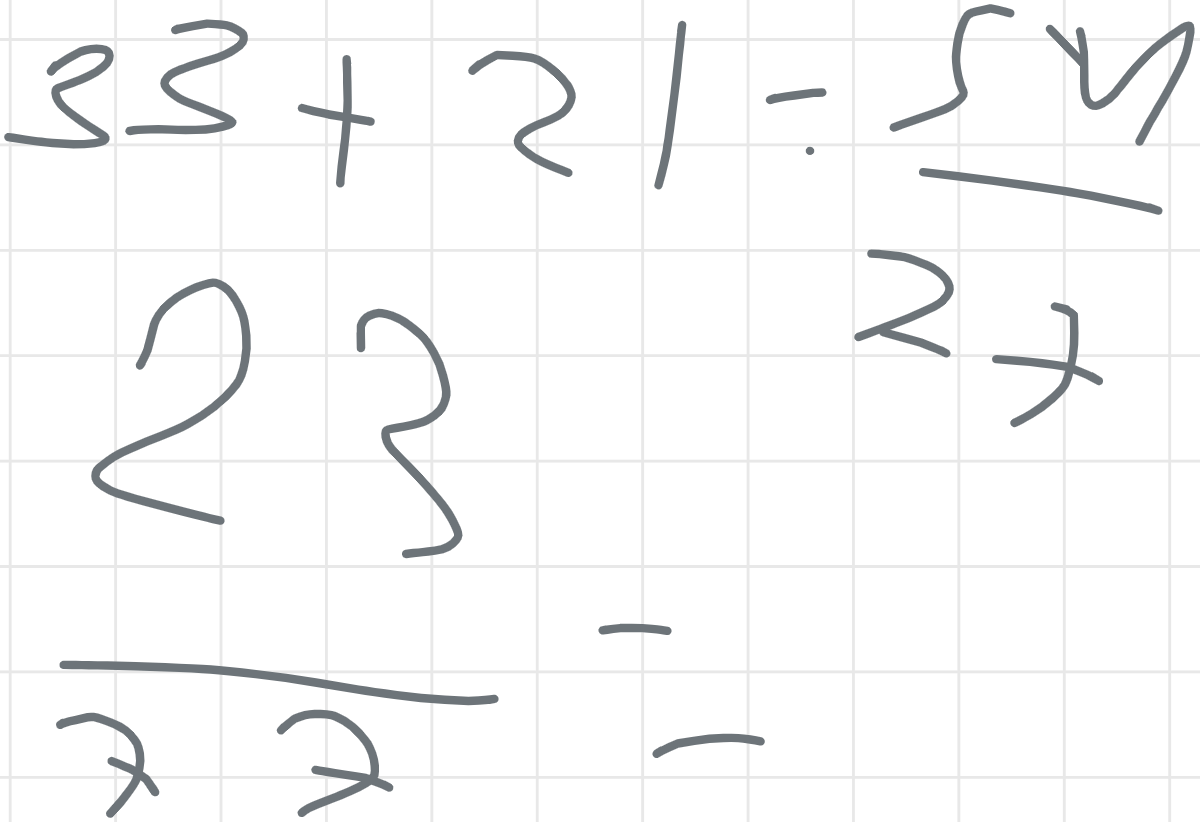 33 + 21 = 54
27
23
77 =